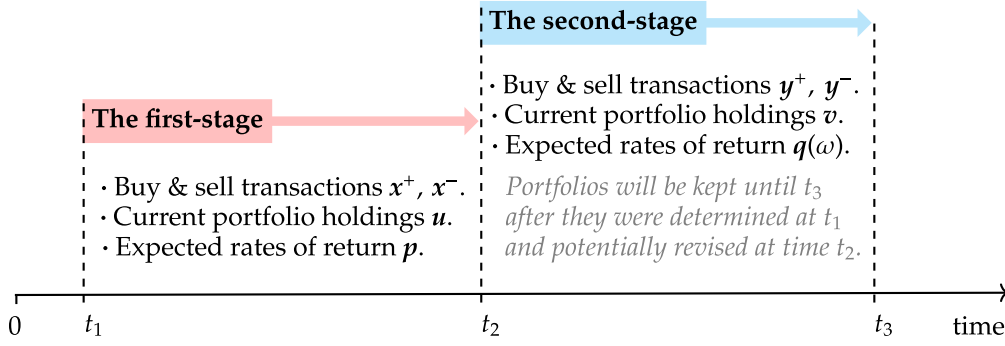 The second-stage
· Buy & sell transactions y⁺, y⁻.
· Current portfolio holdings v.
· Expected rates of return q(ω).
Portfolios will be kept until t₃
after they were determined at t₁
and potentially revised at time t₂.
The first-stage
· Buy & sell transactions x⁺, x⁻.
· Current portfolio holdings u.
· Expected rates of return p.
0 t₁ t₂ t₃ time